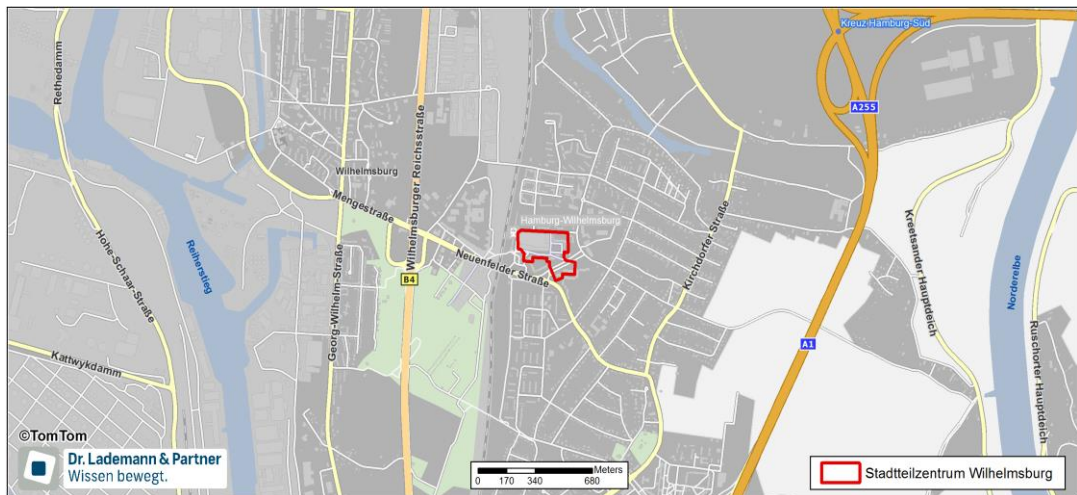 Kreuz-Hamburg-Süd
Rethedamm
A255
Wilhelmsburger Reichsstraße
Wilhelmsburg
Mengestraße
Hamburg-Wilhelmsburg
Kirchdorfer Straße
Kreetsander Hauptdeich
Norderelbe
Hohe-Schaar-Straße
Reiherstieg
Georg-Wilhelm-Straße
B4
Neuenfelder Straße
A1
Ruschorter Hauptdeich
Kattwykdamm
©TomTom
Dr. Lademann & Partner
Wissen bewegt.
Meters
0 170 340 680
Stadtteilzentrum Wilhelmsburg